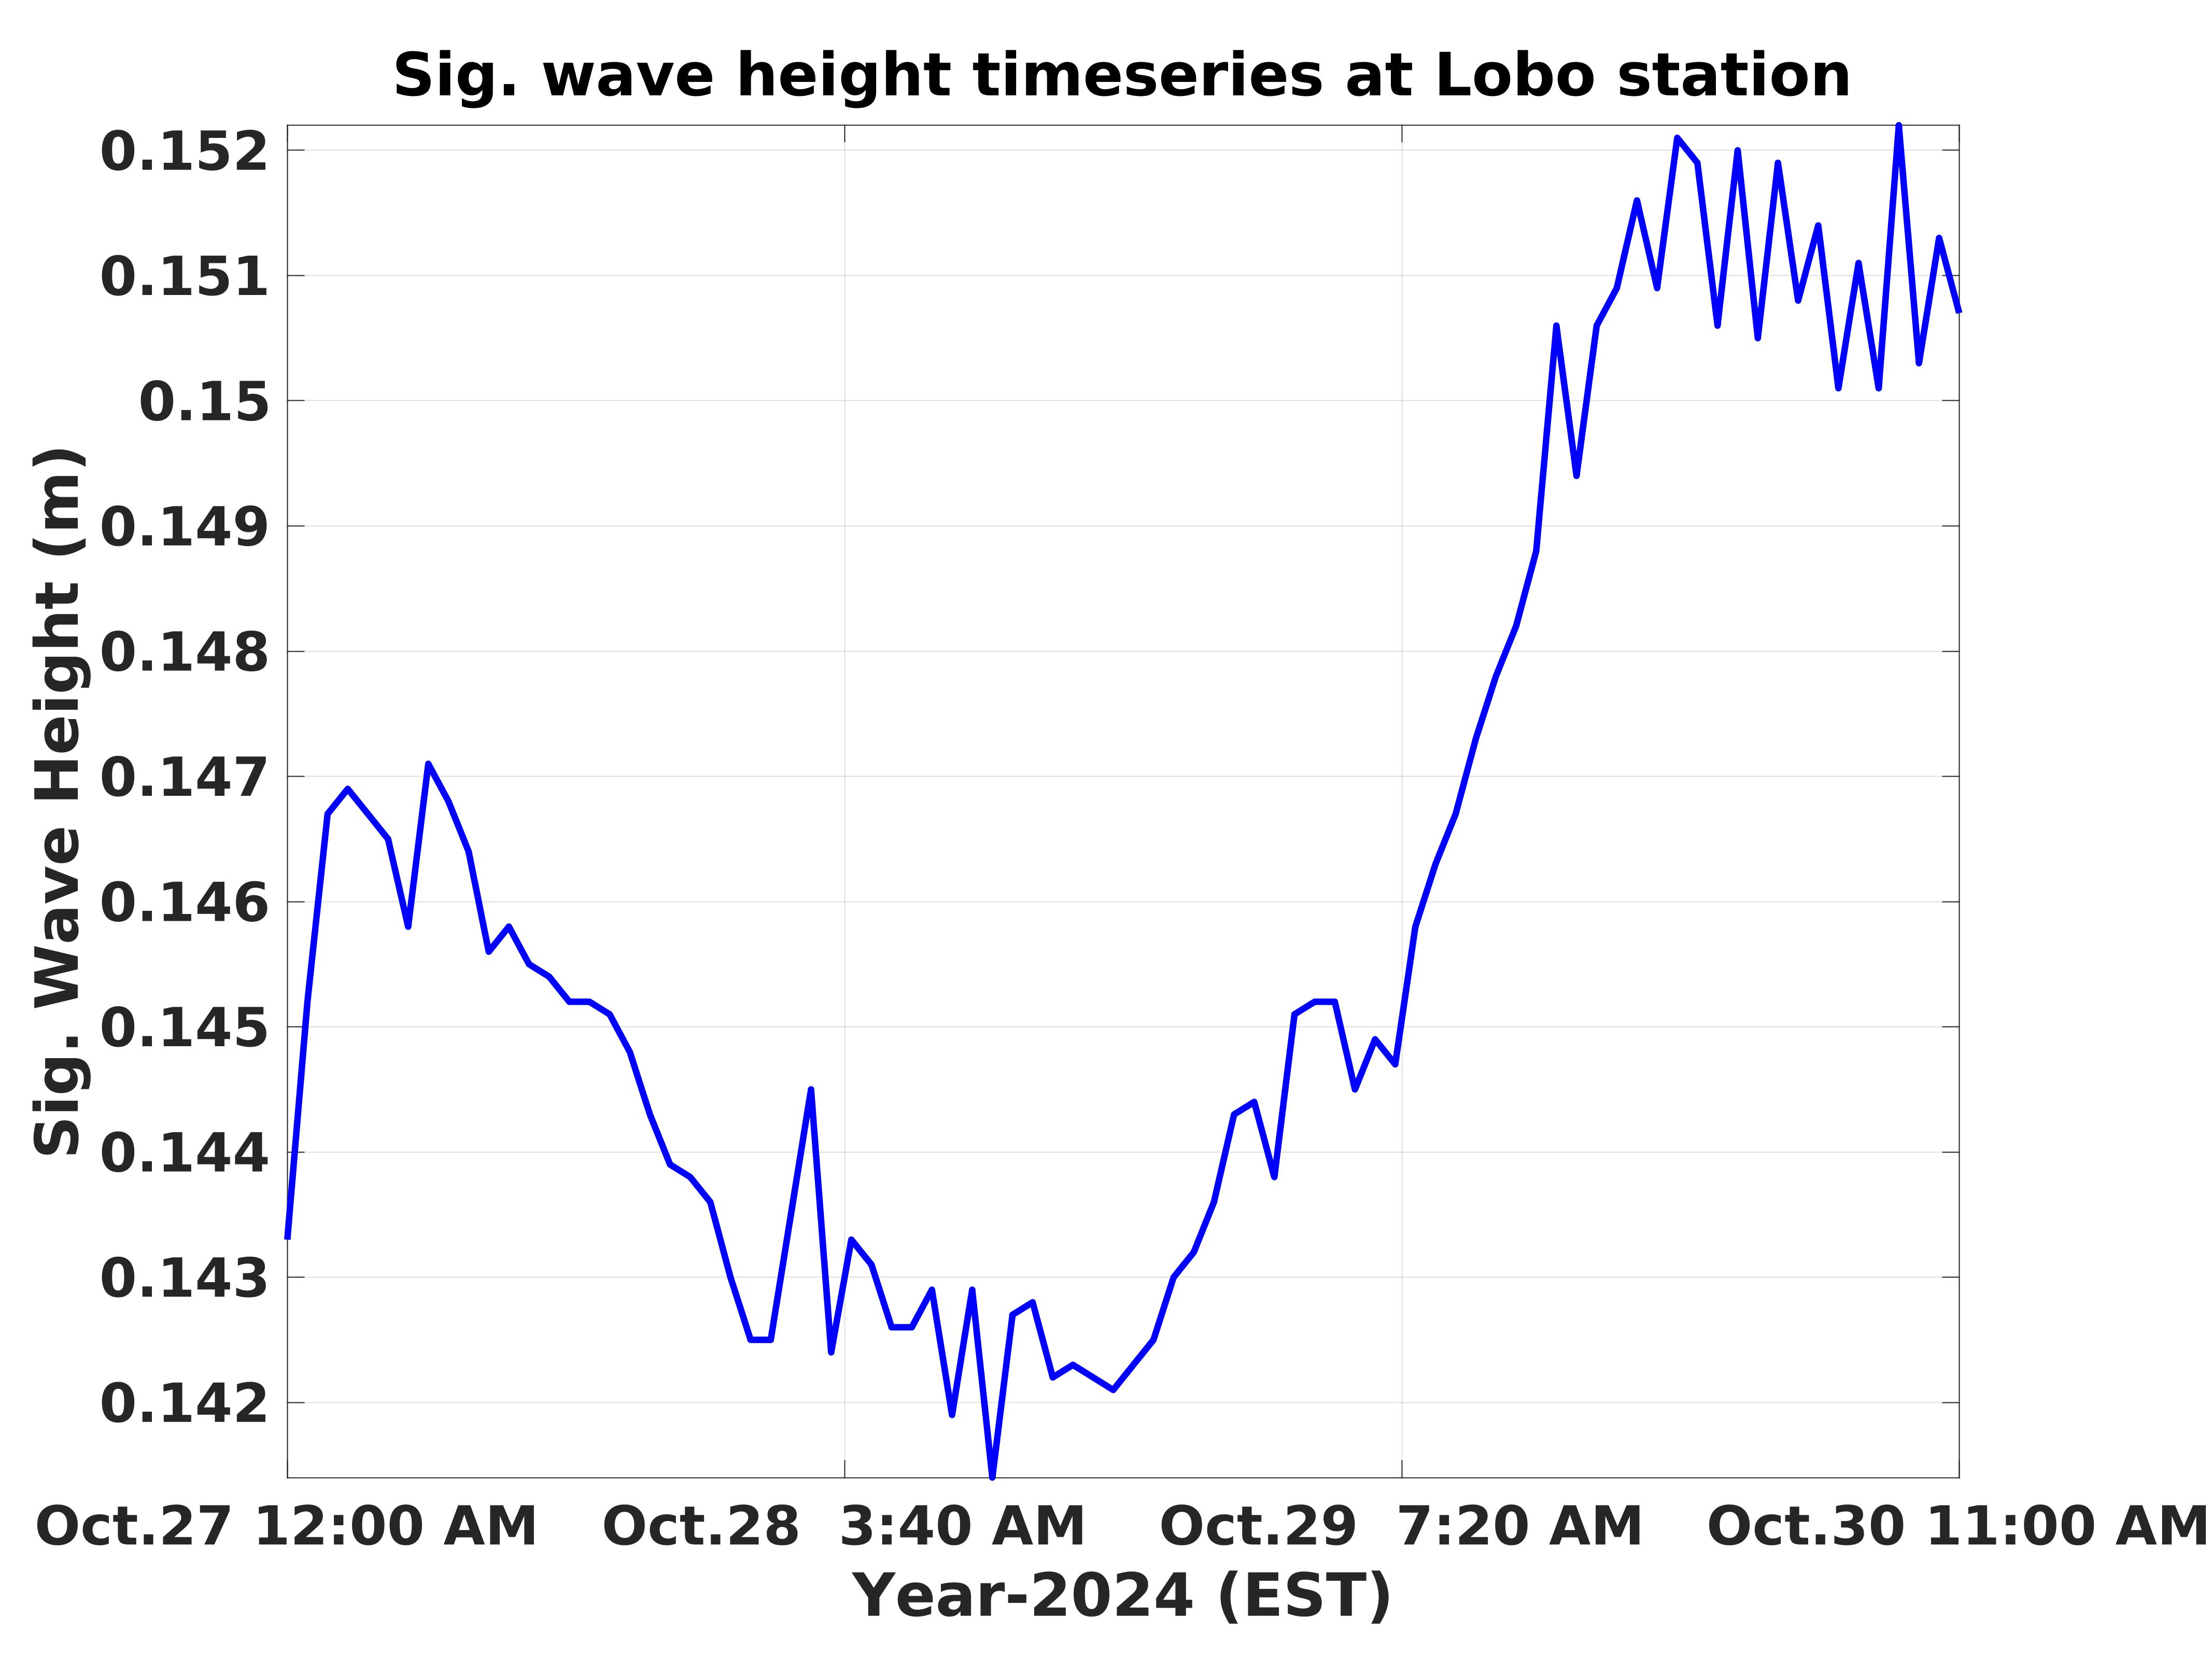 Sig. wave height timeseries at Lobo station
Sig. Wave Height (m)
0.152
0.151
0.15
0.149
0.148
0.147
0.146
0.145
0.144
0.143
0.142
Oct.27 12:00 AM Oct.28 3:40 AM Oct.29 7:20 AM Oct.30 11:00 AM
Year-2024 (EST)